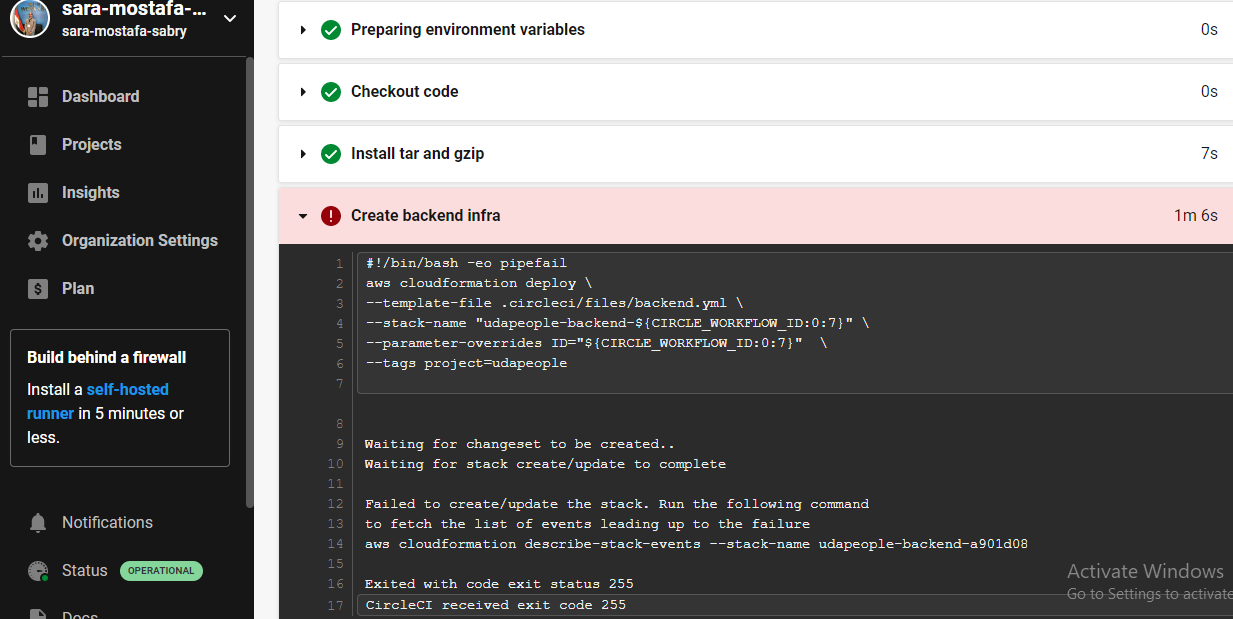 sara-mostafa-...
sara-mostafa-sabry
Dashboard
Projects
Insights
Organization Settings
Plan
Build behind a firewall
Install a self-hosted
runner in 5 minutes or
less.
Notifications
Status OPERATIONAL
Docs
Preparing environment variables 0s
Checkout code 0s
Install tar and gzip 7s
Create backend infra 1m 6s
1 #!/bin/bash -eo pipefail
2 aws cloudformation deploy \
3 --template-file .circleci/files/backend.yml \
4 --stack-name "udapeople-backend-${CIRCLE_WORKFLOW_ID:0:7}" \
5 --parameter-overrides ID="${CIRCLE_WORKFLOW_ID:0:7}"  \
6 --tags project=udapeople
7
8
9 Waiting for changeset to be created..
10 Waiting for stack create/update to complete
11
12 Failed to create/update the stack. Run the following command
13 to fetch the list of events leading up to the failure
14 aws cloudformation describe-stack-events --stack-name udapeople-backend-a901d08
15
16 Exited with code exit status 255
17 CircleCI received exit code 255
Activate Windows
Go to Settings to activate